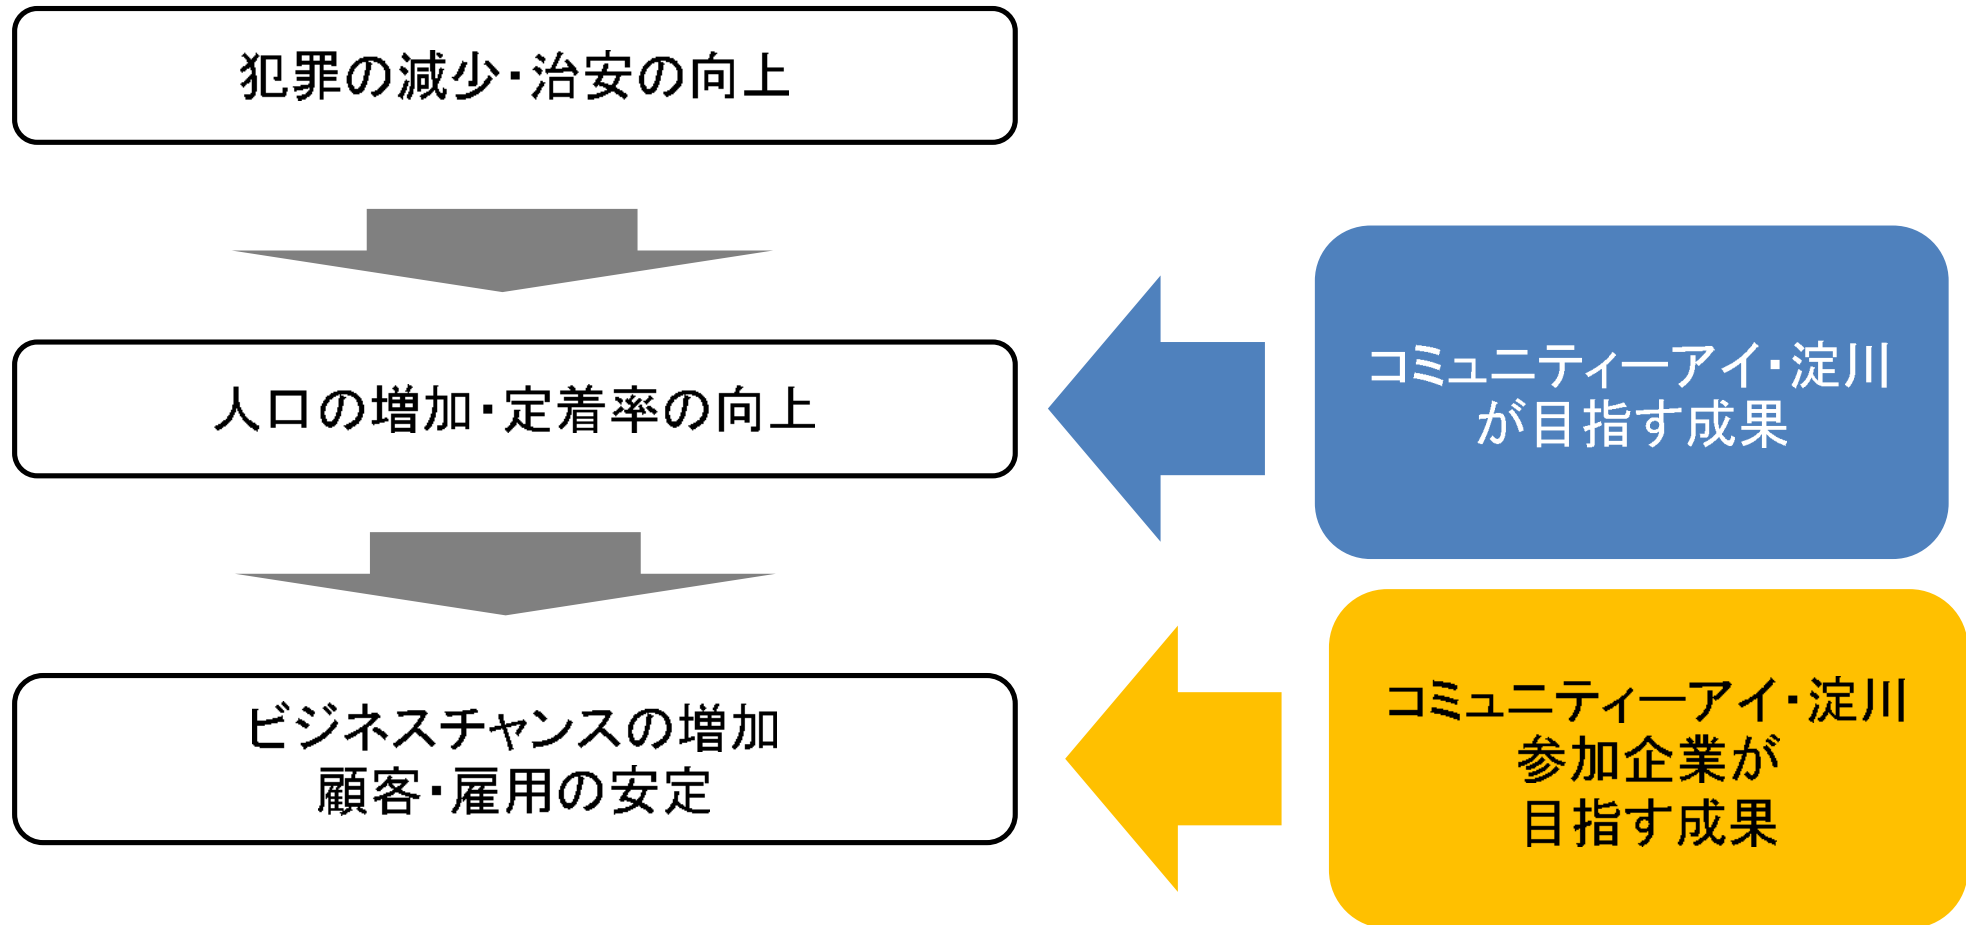 犯罪の減少・治安の向上
人口の増加・定着率の向上
コミュニティーアイ・淀川
が目指す成果
ビジネスチャンスの増加
顧客・雇用の安定
コミュニティーアイ・淀川
参加企業が
目指す成果